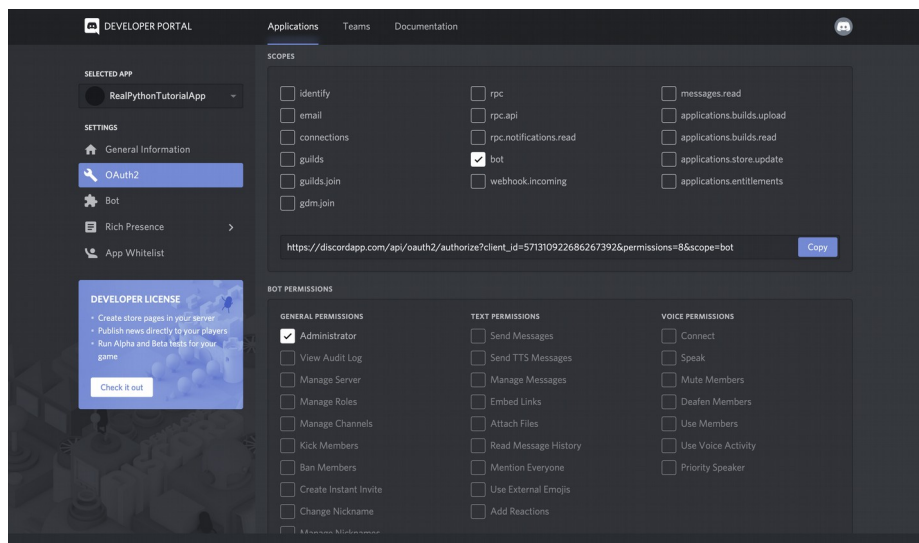 DEVELOPER PORTAL
Applications Teams Documentation
SELECTED APP
RealPythonTutorialApp
SETTINGS
General Information
OAuth2
Bot
Rich Presence
App Whitelist
DEVELOPER LICENSE
• Create store pages in your server
• Publish news directly to your players
• Run Alpha and Beta tests for your
game
Check it out
SCOPES
identify rpc messages.read
email rpc.api applications.builds.upload
connections rpc.notifications.read applications.builds.read
guilds bot applications.store.update
guilds.join webhook.incoming applications.entitlements
gdm.join
https://discordapp.com/api/oauth2/authorize?client_id=571310922686267392&permissions=8&scope=bot Copy
BOT PERMISSIONS
GENERAL PERMISSIONS TEXT PERMISSIONS VOICE PERMISSIONS
Administrator Send Messages Connect
View Audit Log Send TTS Messages Speak
Manage Server Manage Messages Mute Members
Manage Roles Embed Links Deafen Members
Manage Channels Attach Files Use Members
Kick Members Read Message History Use Voice Activity
Ban Members Mention Everyone Priority Speaker
Create Instant Invite Use External Emojis
Change Nickname Add Reactions
Manage Nicknames